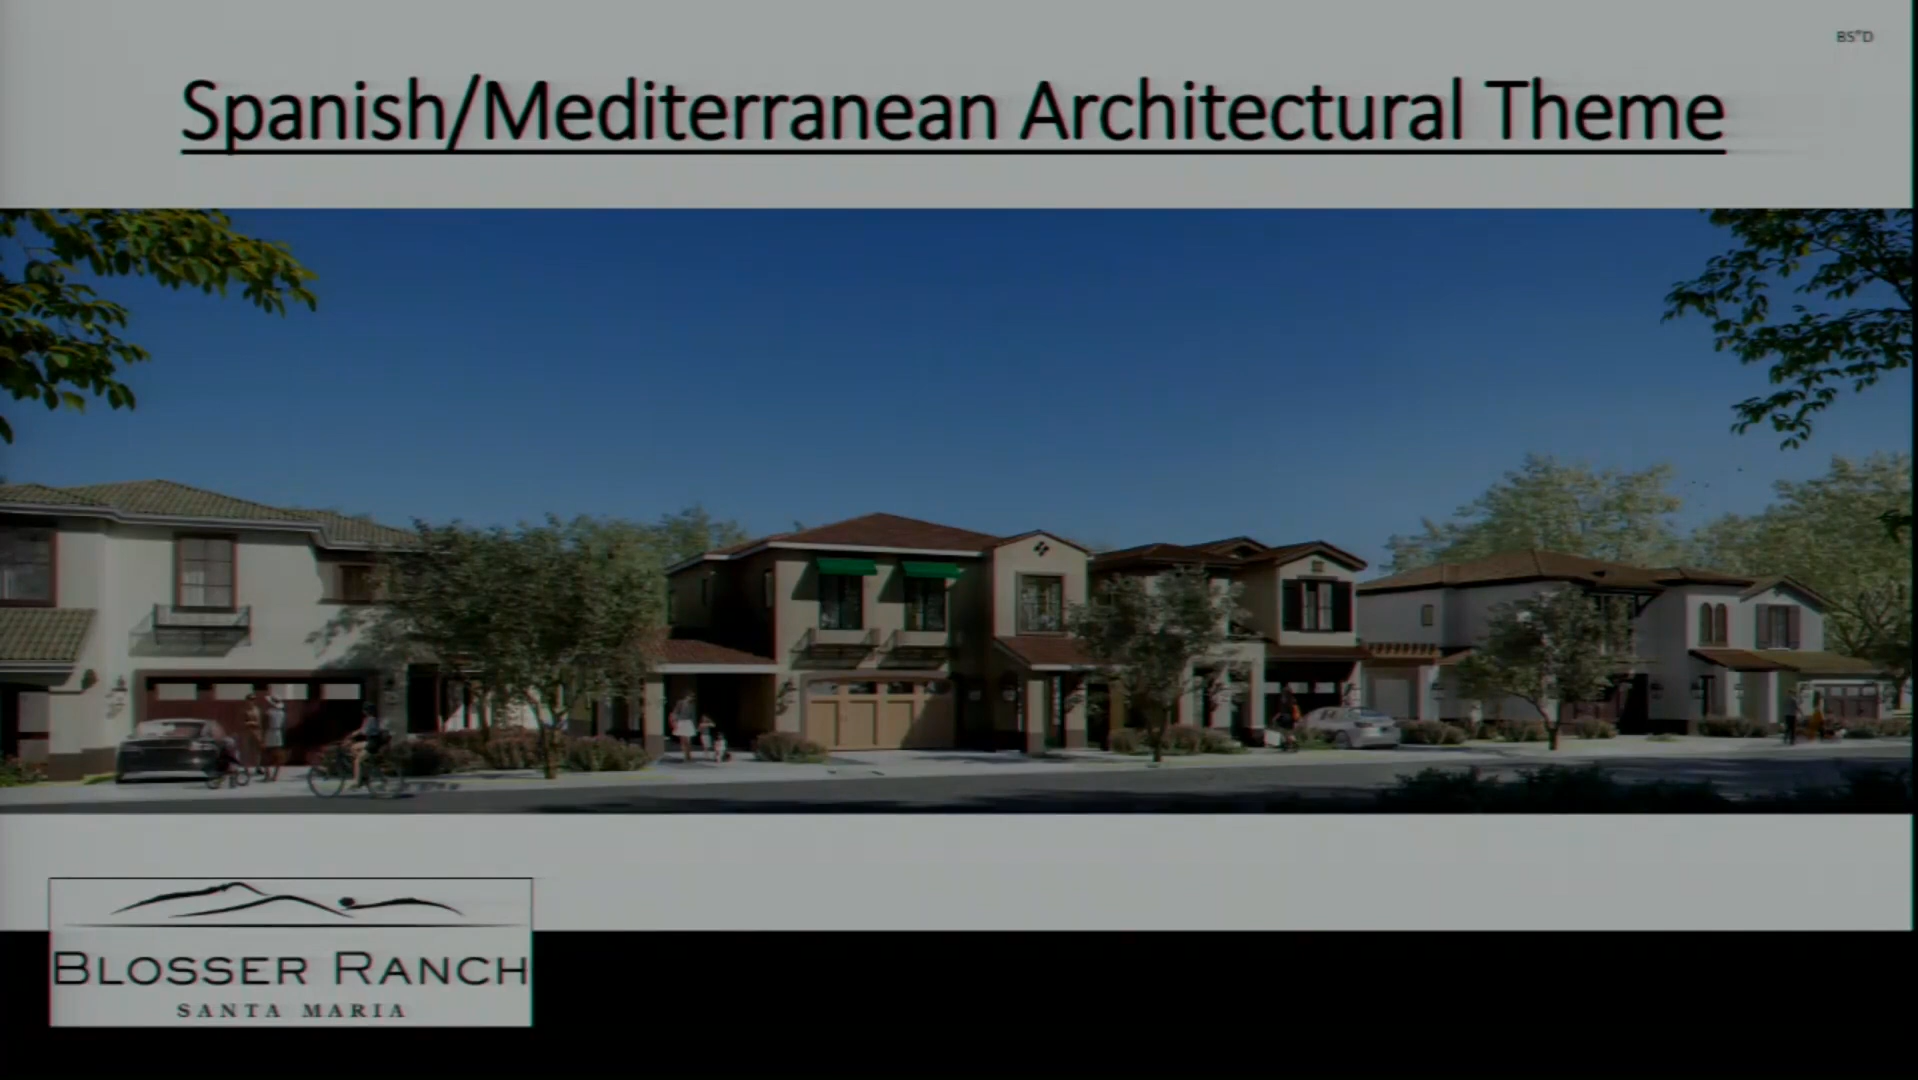 BS"D
Spanish/Mediterranean Architectural Theme
BLOSSER RANCH
SANTA MARIA